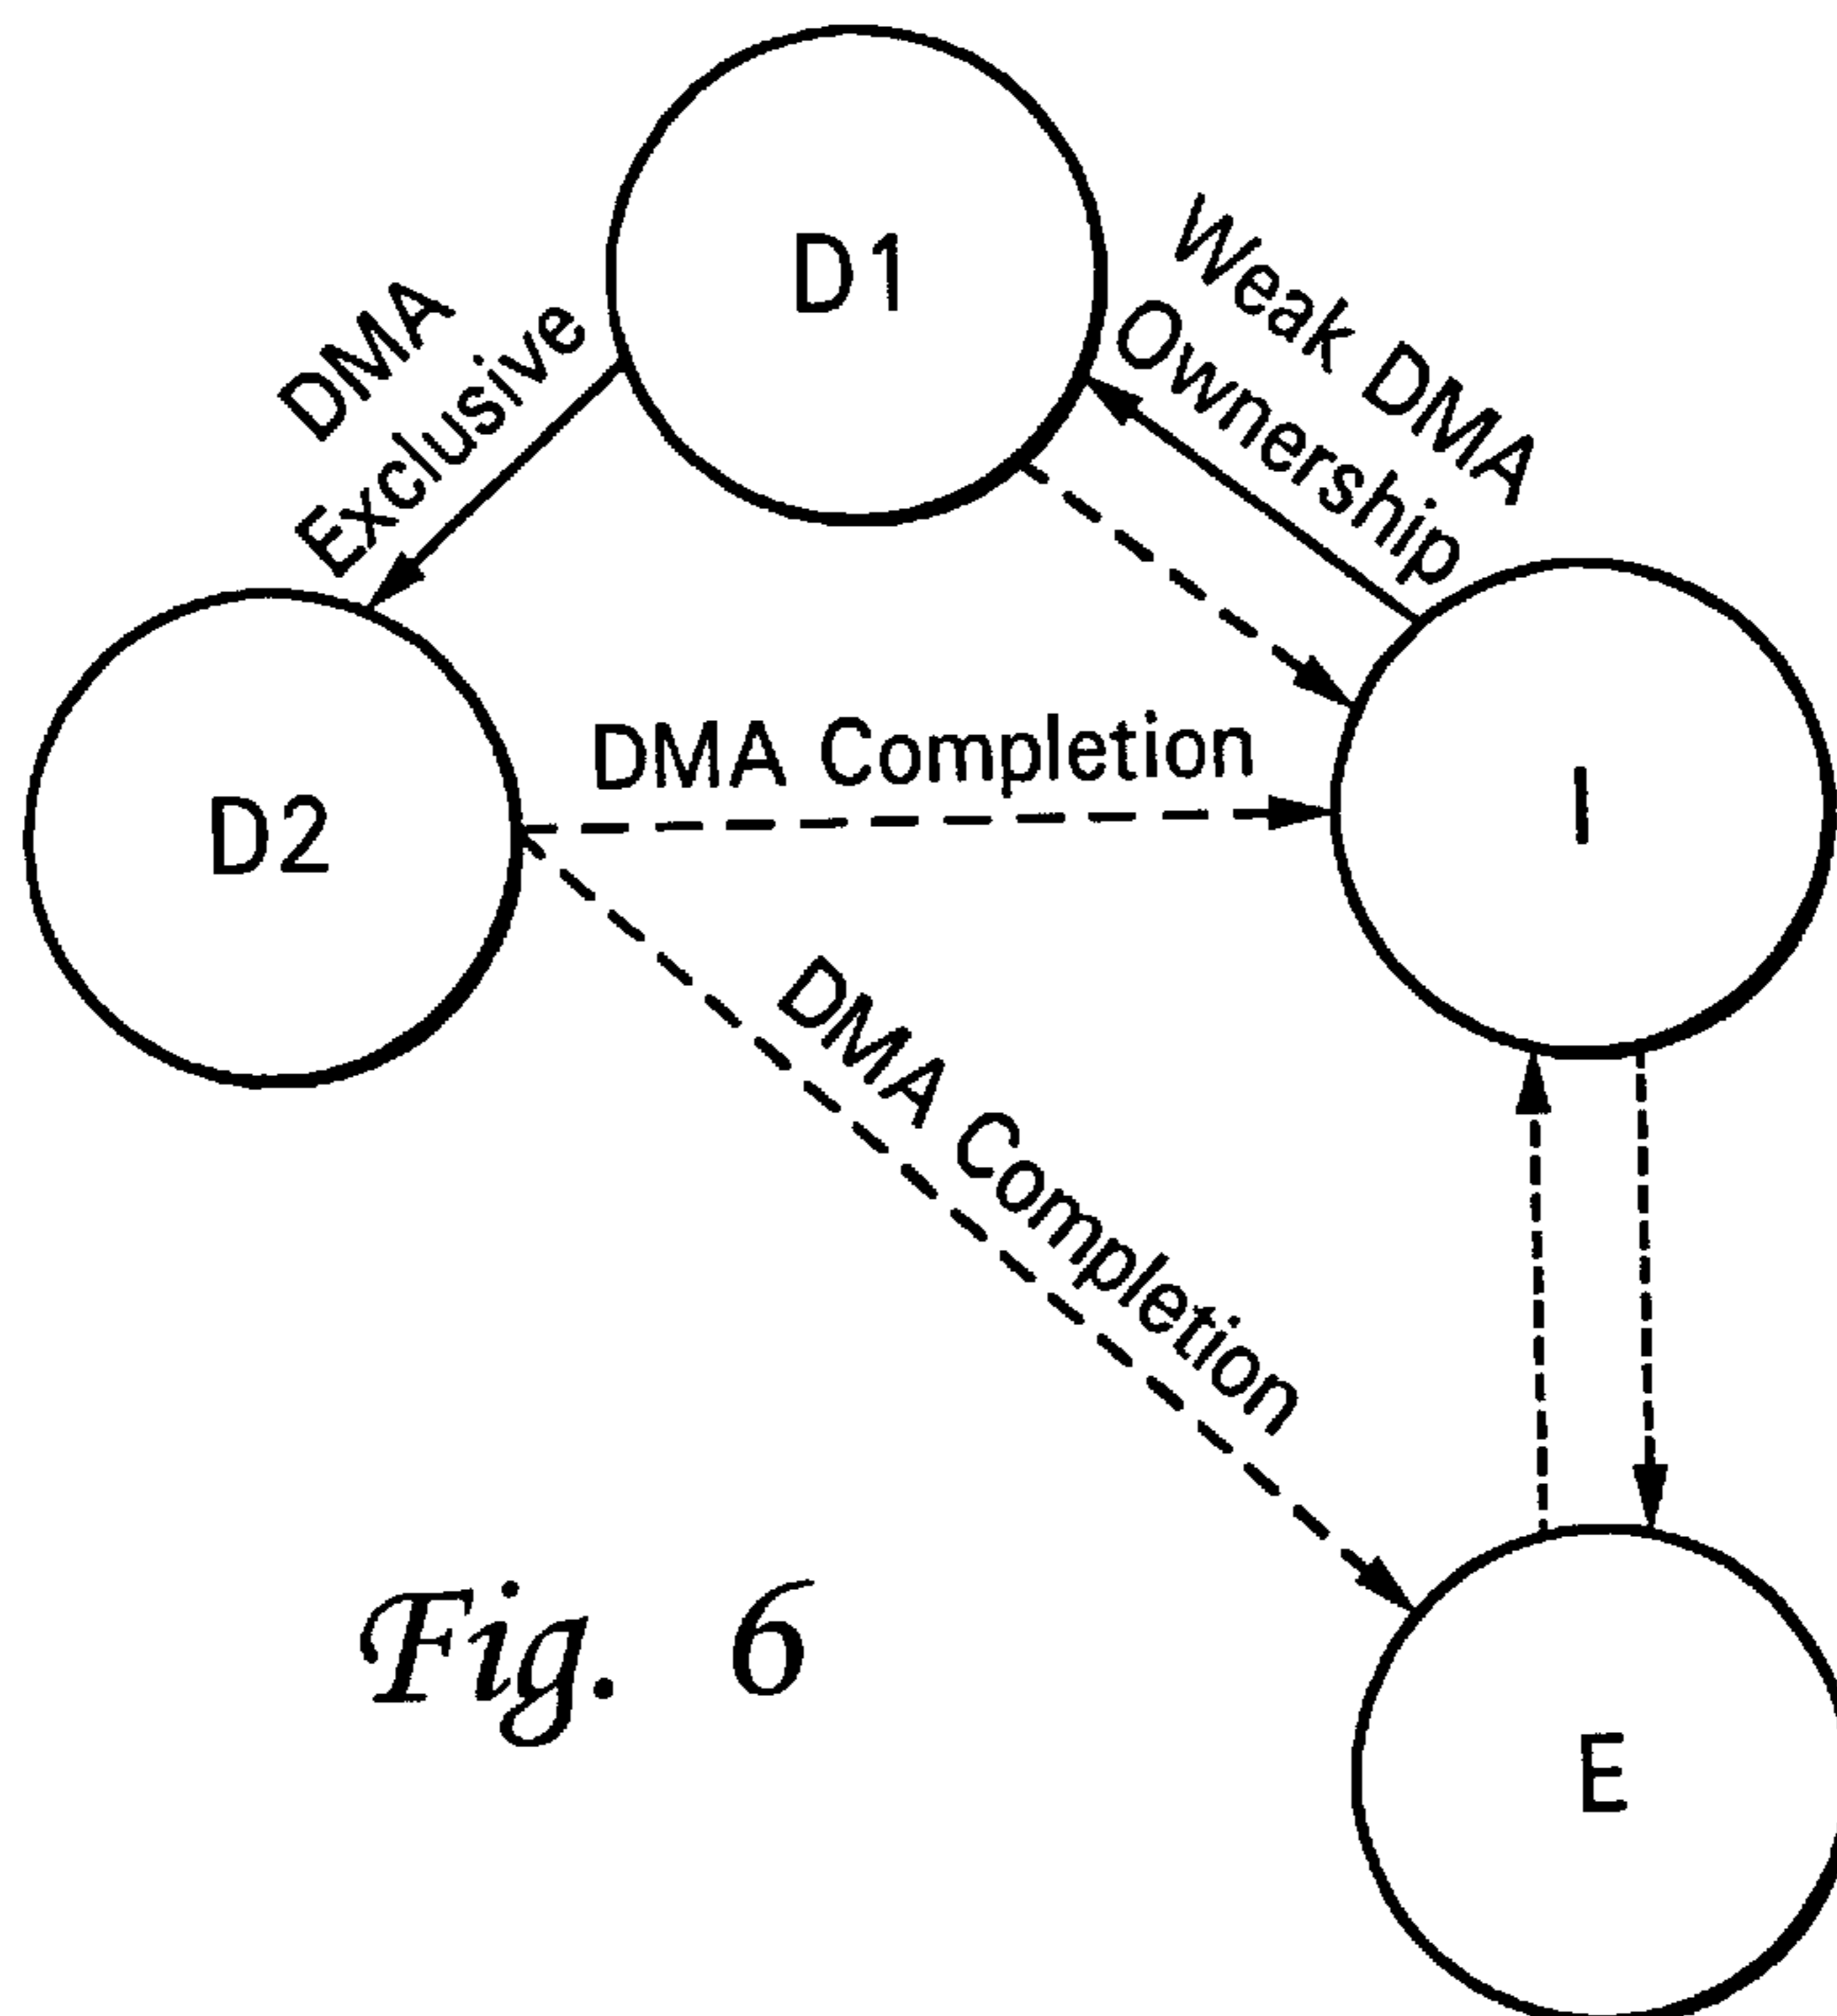 D1
Weak DMA
Ownership
DMA
Exclusive
DMA Completion
D2
I
DMA Completion
Fig. 6
E